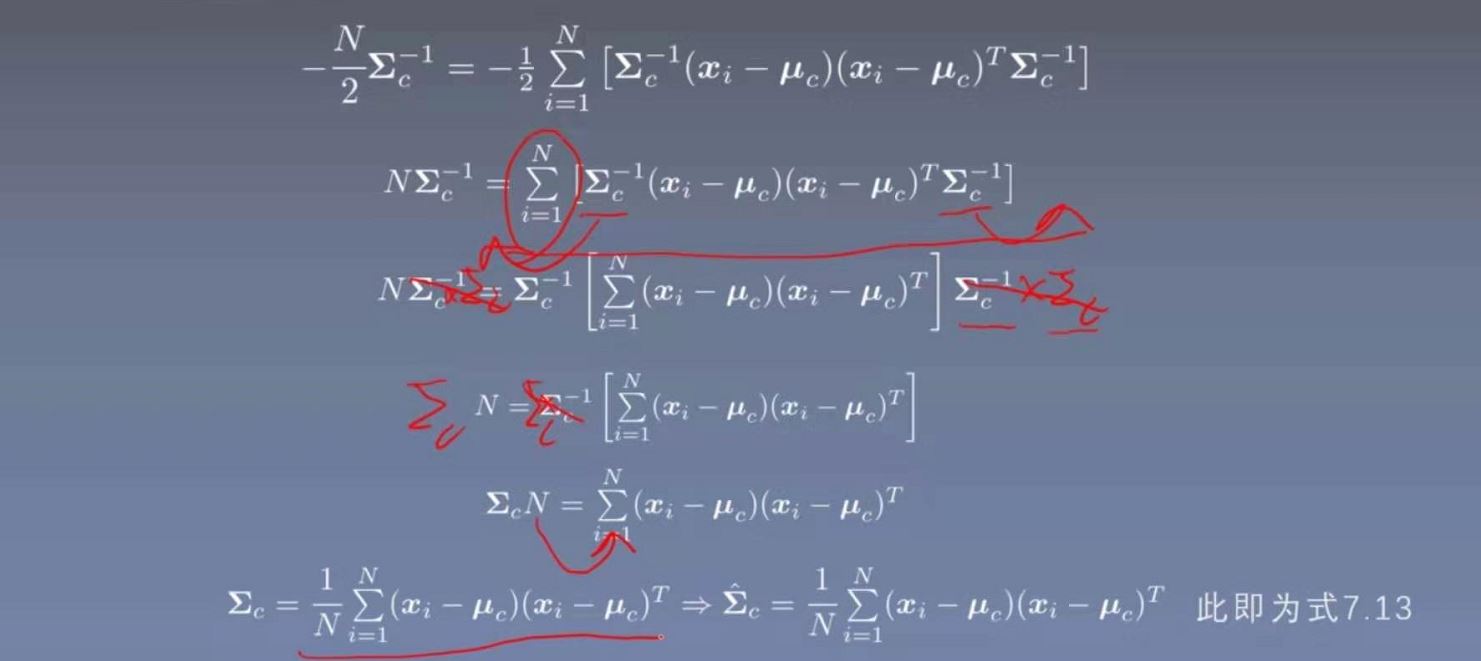 $-\frac{N}{2}\boldsymbol{\Sigma}_c^{-1} = -\frac{1}{2}\sum_{i=1}^{N}\left[\boldsymbol{\Sigma}_c^{-1}(\boldsymbol{x}_i - \boldsymbol{\mu}_c)(\boldsymbol{x}_i - \boldsymbol{\mu}_c)^T\boldsymbol{\Sigma}_c^{-1}\right]$
$N\boldsymbol{\Sigma}_c^{-1} = \sum_{i=1}^{N}\left[\boldsymbol{\Sigma}_c^{-1}(\boldsymbol{x}_i - \boldsymbol{\mu}_c)(\boldsymbol{x}_i - \boldsymbol{\mu}_c)^T\boldsymbol{\Sigma}_c^{-1}\right]$
$N\boldsymbol{\Sigma}_c^{-1} \times \Sigma_c = \boldsymbol{\Sigma}_c^{-1}\left[\sum_{i=1}^{N}(\boldsymbol{x}_i - \boldsymbol{\mu}_c)(\boldsymbol{x}_i - \boldsymbol{\mu}_c)^T\right]\boldsymbol{\Sigma}_c^{-1} \times \Sigma_c$
$\Sigma_c N = \boldsymbol{\Sigma}_c^{-1}\left[\sum_{i=1}^{N}(\boldsymbol{x}_i - \boldsymbol{\mu}_c)(\boldsymbol{x}_i - \boldsymbol{\mu}_c)^T\right]$
$\boldsymbol{\Sigma}_c N = \sum_{i=1}^{N}(\boldsymbol{x}_i - \boldsymbol{\mu}_c)(\boldsymbol{x}_i - \boldsymbol{\mu}_c)^T$
$\boldsymbol{\Sigma}_c = \frac{1}{N}\sum_{i=1}^{N}(\boldsymbol{x}_i - \boldsymbol{\mu}_c)(\boldsymbol{x}_i - \boldsymbol{\mu}_c)^T \Rightarrow \hat{\boldsymbol{\Sigma}}_c = \frac{1}{N}\sum_{i=1}^{N}(\boldsymbol{x}_i - \boldsymbol{\mu}_c)(\boldsymbol{x}_i - \boldsymbol{\mu}_c)^T$ 此即为式7.13